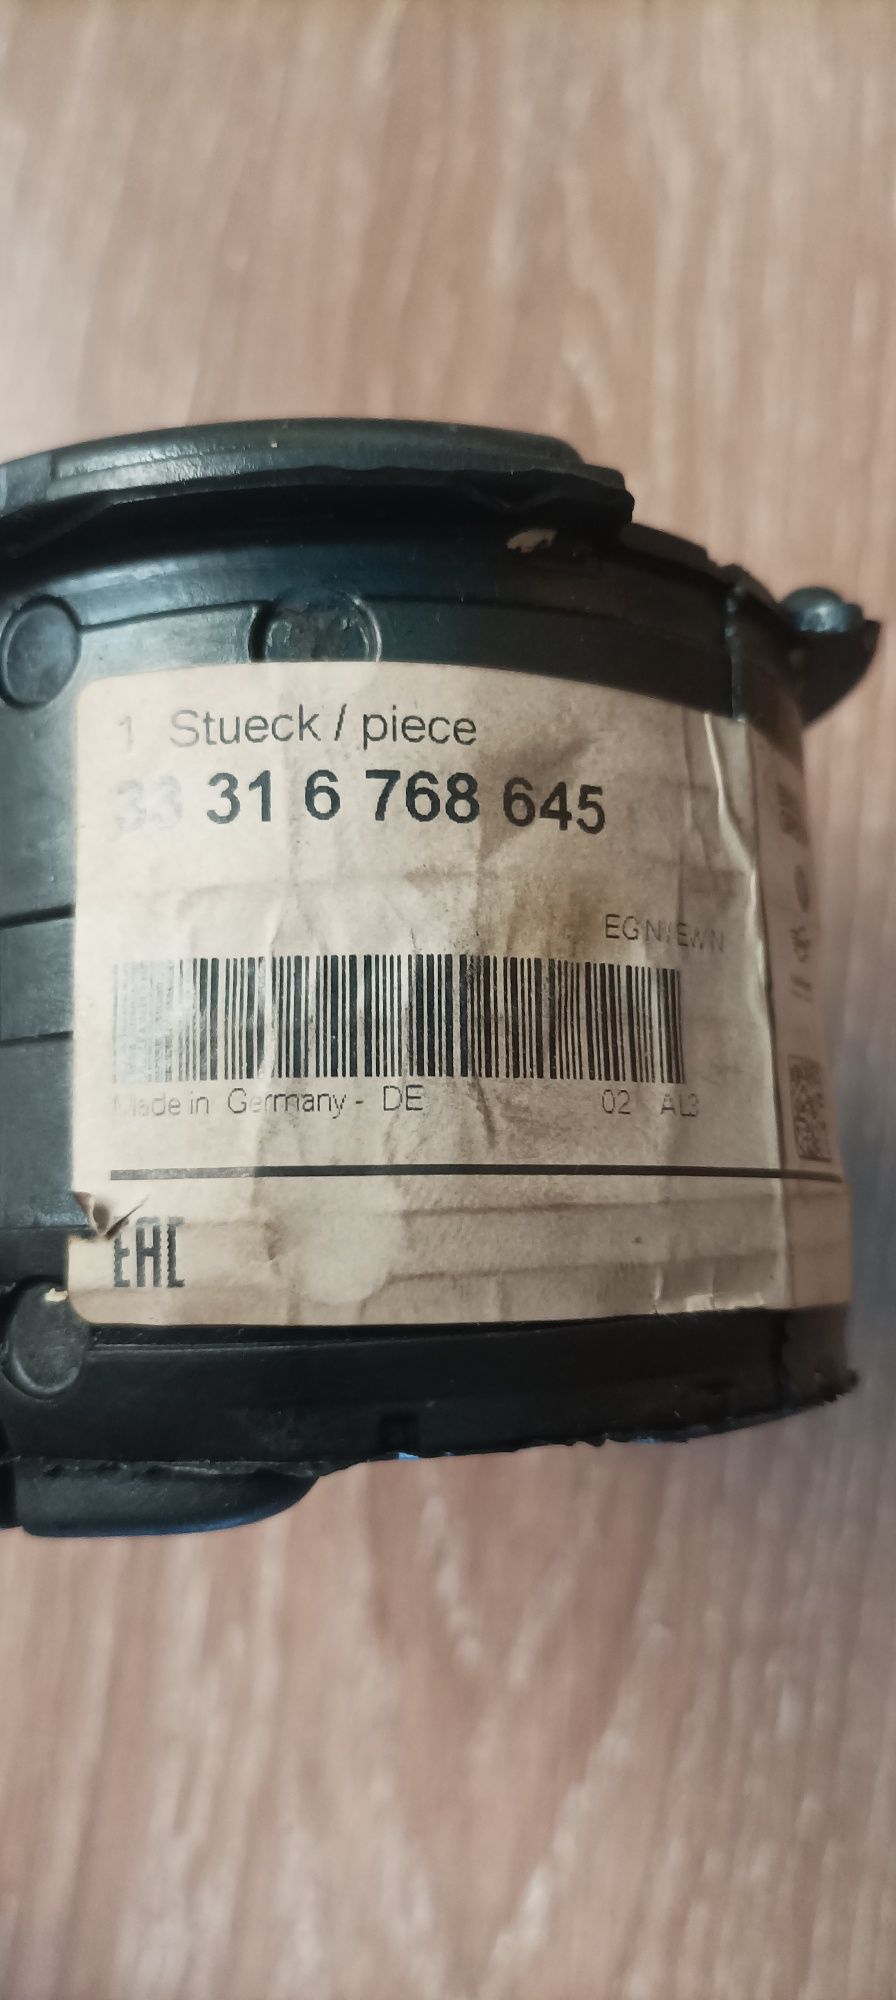 1 Stueck / piece
33 31 6 768 645
EGN/EWN
Made in Germany - DE 02 AL3
EAC